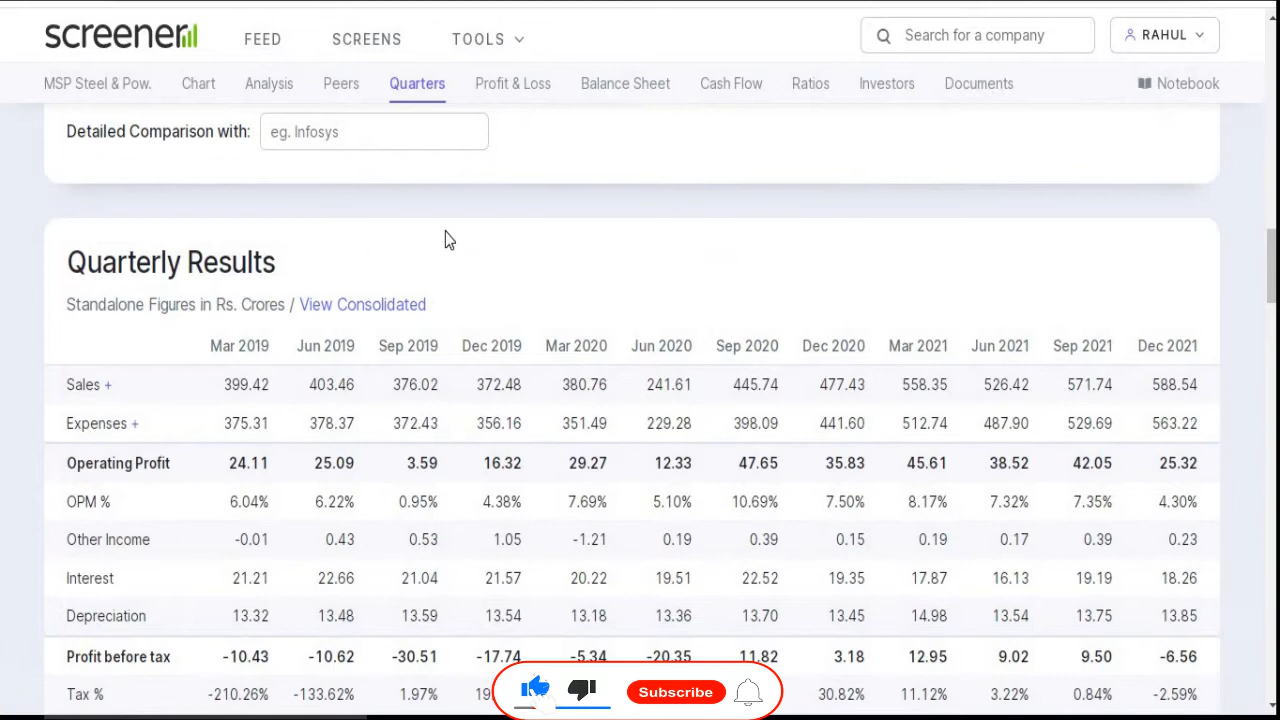 screener FEED SCREENS TOOLS Search for a company RAHUL
MSP Steel & Pow. Chart Analysis Peers Quarters Profit & Loss Balance Sheet Cash Flow Ratios Investors Documents Notebook
Detailed Comparison with: eg. Infosys
Quarterly Results
Standalone Figures in Rs. Crores / View Consolidated
Mar 2019 Jun 2019 Sep 2019 Dec 2019 Mar 2020 Jun 2020 Sep 2020 Dec 2020 Mar 2021 Jun 2021 Sep 2021 Dec 2021
Sales + 399.42 403.46 376.02 372.48 380.76 241.61 445.74 477.43 558.35 526.42 571.74 588.54
Expenses + 375.31 378.37 372.43 356.16 351.49 229.28 398.09 441.60 512.74 487.90 529.69 563.22
Operating Profit 24.11 25.09 3.59 16.32 29.27 12.33 47.65 35.83 45.61 38.52 42.05 25.32
OPM % 6.04% 6.22% 0.95% 4.38% 7.69% 5.10% 10.69% 7.50% 8.17% 7.32% 7.35% 4.30%
Other Income -0.01 0.43 0.53 1.05 -1.21 0.19 0.39 0.15 0.19 0.17 0.39 0.23
Interest 21.21 22.66 21.04 21.57 20.22 19.51 22.52 19.35 17.87 16.13 19.19 18.26
Depreciation 13.32 13.48 13.59 13.54 13.18 13.36 13.70 13.45 14.98 13.54 13.75 13.85
Profit before tax -10.43 -10.62 -30.51 -17.74 -5.34 -20.35 11.82 3.18 12.95 9.02 9.50 -6.56
Tax % -210.26% -133.62% 1.97% 30.82% 11.12% 3.22% 0.84% -2.59%
Subscribe